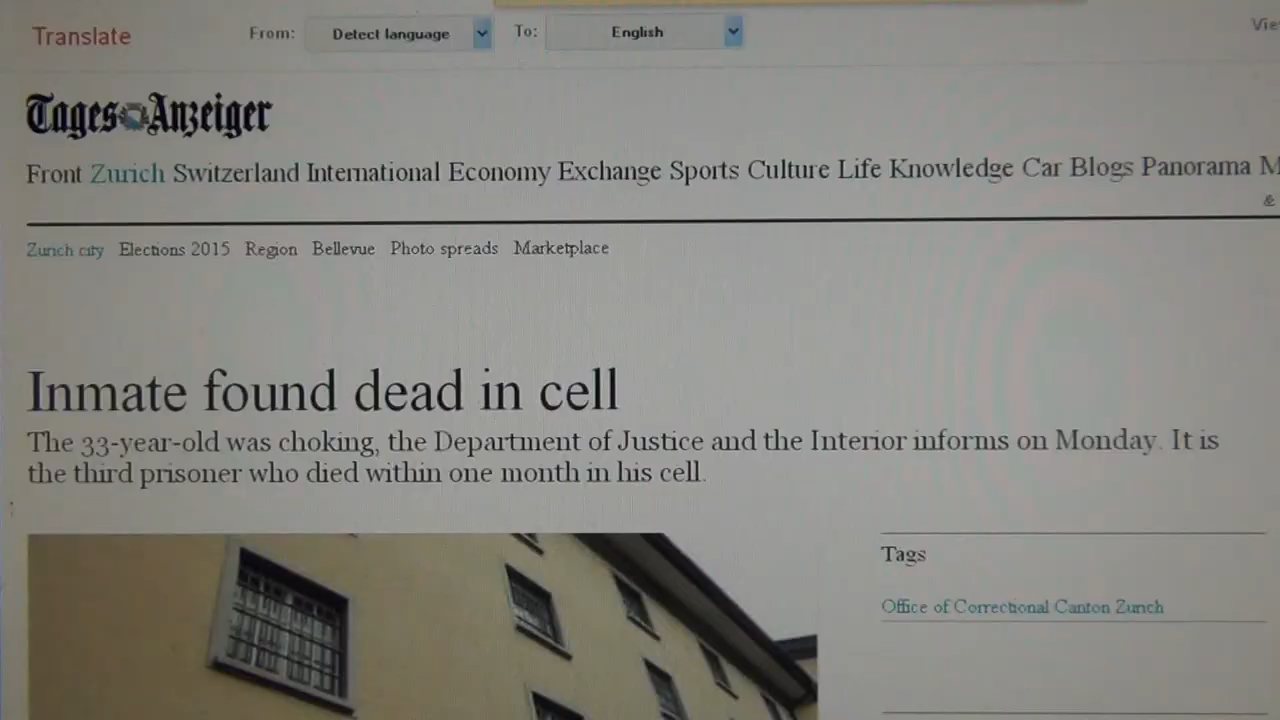 Translate From: Detect language To: English Vie
Tages Anzeiger
Front Zurich Switzerland International Economy Exchange Sports Culture Life Knowledge Car Blogs Panorama M
&
Zurich city Elections 2015 Region Bellevue Photo spreads Marketplace
Inmate found dead in cell
The 33-year-old was choking, the Department of Justice and the Interior informs on Monday. It is
the third prisoner who died within one month in his cell.
Tags
Office of Correctional Canton Zurich